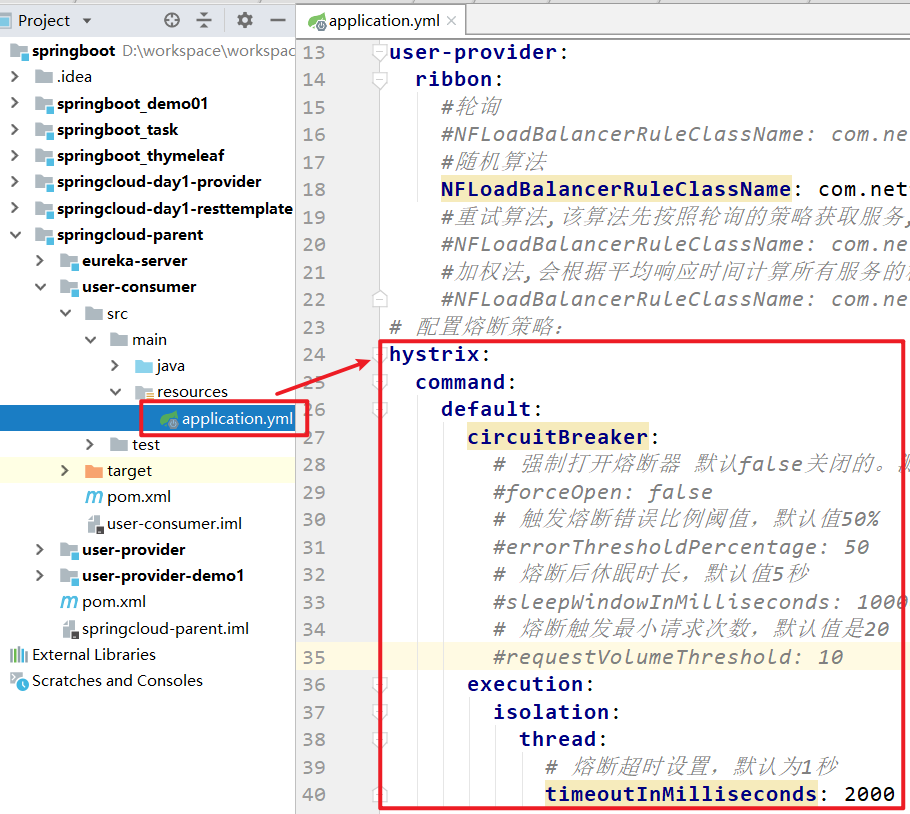 Project
springboot D:\workspace\workspac
.idea
springboot_demo01
springboot_task
springboot_thymeleaf
springcloud-day1-provider
springcloud-day1-resttemplate
springcloud-parent
eureka-server
user-consumer
src
main
java
resources
application.yml
test
target
pom.xml
user-consumer.iml
user-provider
user-provider-demo1
pom.xml
springcloud-parent.iml
External Libraries
Scratches and Consoles
application.yml
13 user-provider:
14 ribbon:
15 #轮询
16 #NFLoadBalancerRuleClassName: com.ne
17 #随机算法
18 NFLoadBalancerRuleClassName: com.net
19 #重试算法,该算法先按照轮询的策略获取服务,
20 #NFLoadBalancerRuleClassName: com.ne
21 #加权法,会根据平均响应时间计算所有服务的
22 #NFLoadBalancerRuleClassName: com.ne
23 # 配置熔断策略：
24 hystrix:
25 command:
26 default:
27 circuitBreaker:
28 # 强制打开熔断器 默认false关闭的。
29 #forceOpen: false
30 # 触发熔断错误比例阈值，默认值50%
31 #errorThresholdPercentage: 50
32 # 熔断后休眠时长，默认值5秒
33 #sleepWindowInMilliseconds: 1000
34 # 熔断触发最小请求次数，默认值是20
35 #requestVolumeThreshold: 10
36 execution:
37 isolation:
38 thread:
39 # 熔断超时设置，默认为1秒
40 timeoutInMilliseconds: 2000